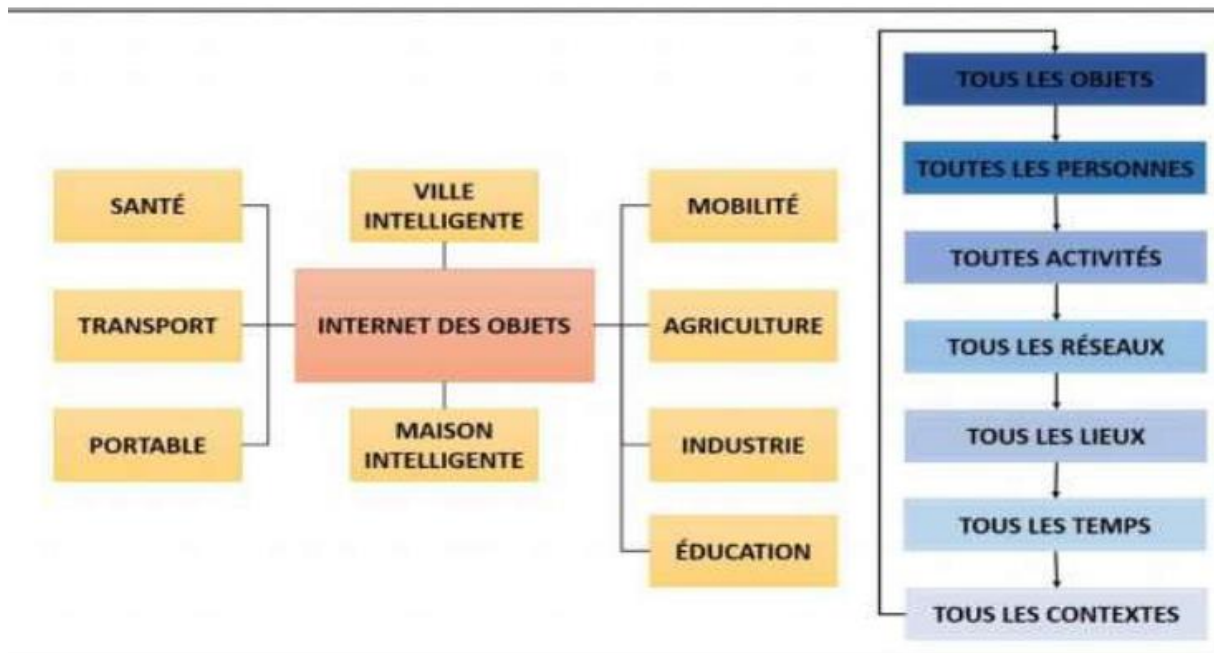 SANTÉ
TRANSPORT
PORTABLE
VILLE
INTELLIGENTE
INTERNET DES OBJETS
MAISON
INTELLIGENTE
MOBILITÉ
AGRICULTURE
INDUSTRIE
ÉDUCATION
TOUS LES OBJETS
TOUTES LES PERSONNES
TOUTES ACTIVITÉS
TOUS LES RÉSEAUX
TOUS LES LIEUX
TOUS LES TEMPS
TOUS LES CONTEXTES